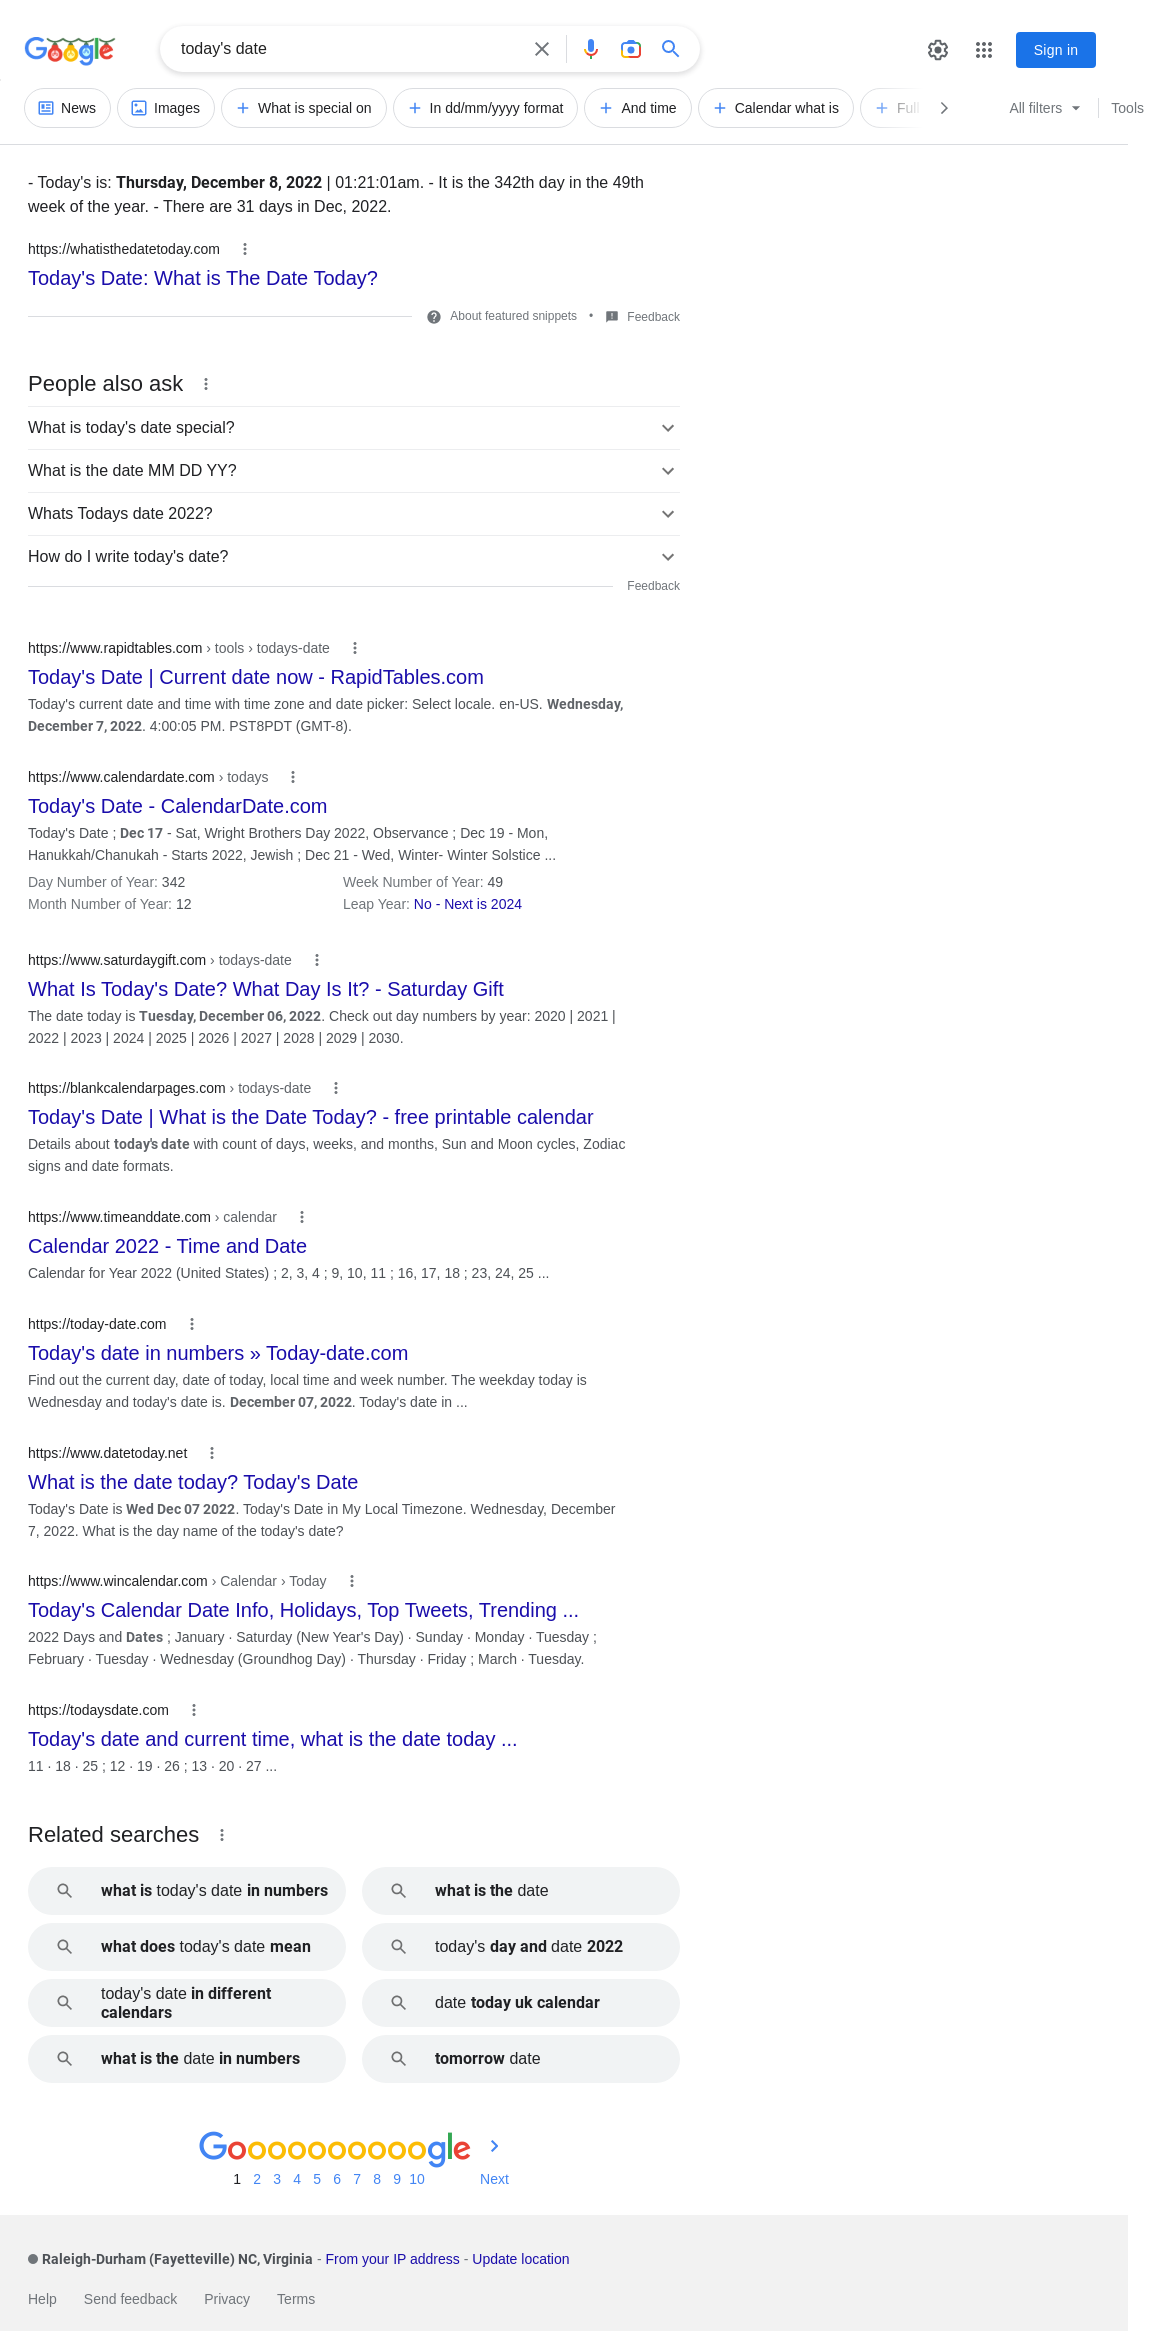 Google
today's date
Sign in
News
Images
What is special on
In dd/mm/yyyy format
And time
Calendar what is
Full
All filters
Tools
- Today's is: Thursday, December 8, 2022 | 01:21:01am. - It is the 342th day in the 49th
week of the year. - There are 31 days in Dec, 2022.
https://whatisthedatetoday.com
Today's Date: What is The Date Today?
About featured snippets • Feedback
People also ask
What is today's date special?
What is the date MM DD YY?
Whats Todays date 2022?
How do I write today's date?
Feedback
https://www.rapidtables.com › tools › todays-date
Today's Date | Current date now - RapidTables.com
Today's current date and time with time zone and date picker: Select locale. en-US. Wednesday,
December 7, 2022. 4:00:05 PM. PST8PDT (GMT-8).
https://www.calendardate.com › todays
Today's Date - CalendarDate.com
Today's Date ; Dec 17 - Sat, Wright Brothers Day 2022, Observance ; Dec 19 - Mon,
Hanukkah/Chanukah - Starts 2022, Jewish ; Dec 21 - Wed, Winter- Winter Solstice ...
Day Number of Year: 342 Week Number of Year: 49
Month Number of Year: 12 Leap Year: No - Next is 2024
https://www.saturdaygift.com › todays-date
What Is Today's Date? What Day Is It? - Saturday Gift
The date today is Tuesday, December 06, 2022. Check out day numbers by year: 2020 | 2021 |
2022 | 2023 | 2024 | 2025 | 2026 | 2027 | 2028 | 2029 | 2030.
https://blankcalendarpages.com › todays-date
Today's Date | What is the Date Today? - free printable calendar
Details about today's date with count of days, weeks, and months, Sun and Moon cycles, Zodiac
signs and date formats.
https://www.timeanddate.com › calendar
Calendar 2022 - Time and Date
Calendar for Year 2022 (United States) ; 2, 3, 4 ; 9, 10, 11 ; 16, 17, 18 ; 23, 24, 25 ...
https://today-date.com
Today's date in numbers » Today-date.com
Find out the current day, date of today, local time and week number. The weekday today is
Wednesday and today's date is. December 07, 2022. Today's date in ...
https://www.datetoday.net
What is the date today? Today's Date
Today's Date is Wed Dec 07 2022. Today's Date in My Local Timezone. Wednesday, December
7, 2022. What is the day name of the today's date?
https://www.wincalendar.com › Calendar › Today
Today's Calendar Date Info, Holidays, Top Tweets, Trending ...
2022 Days and Dates ; January · Saturday (New Year's Day) · Sunday · Monday · Tuesday ;
February · Tuesday · Wednesday (Groundhog Day) · Thursday · Friday ; March · Tuesday.
https://todaysdate.com
Today's date and current time, what is the date today ...
11 · 18 · 25 ; 12 · 19 · 26 ; 13 · 20 · 27 ...
Related searches
what is today's date in numbers
what is the date
what does today's date mean
today's day and date 2022
today's date in different
calendars
date today uk calendar
what is the date in numbers
tomorrow date
Goooooooooogle
1 2 3 4 5 6 7 8 9 10 Next
Raleigh-Durham (Fayetteville) NC, Virginia - From your IP address - Update location
Help Send feedback Privacy Terms